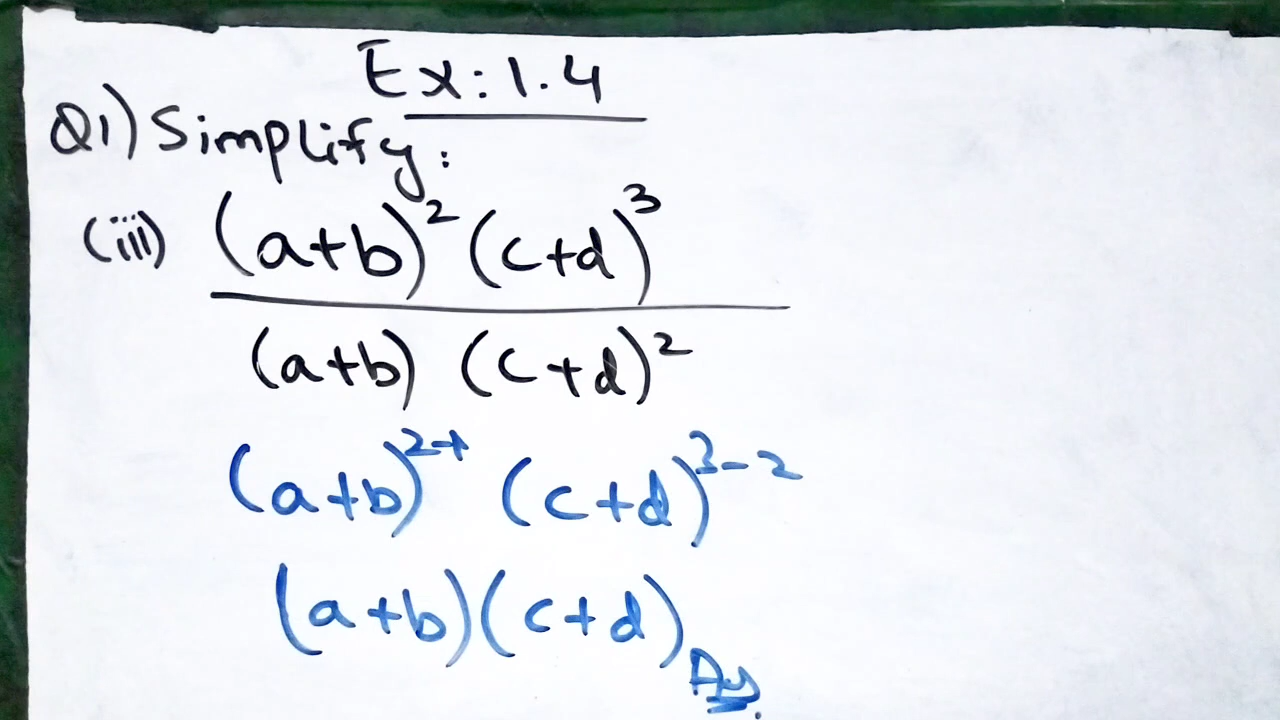 Ex: 1.4
Q1) Simplify:
(iii) (a+b)² (c+d)³
(a+b) (c+d)²
(a+b)²⁻¹ (c+d)³⁻²
(a+b)(c+d)
Ans.